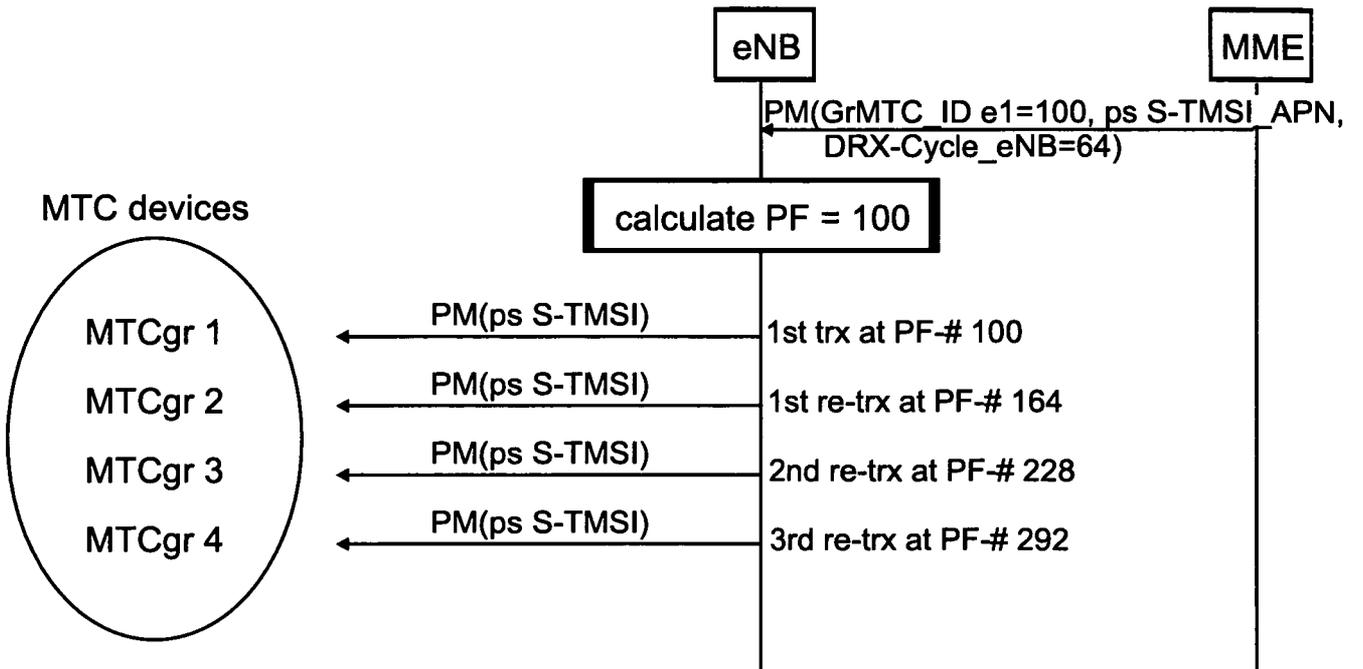 eNB
MME
PM(GrMTC_ID e1=100, ps S-TMSI_APN,
DRX-Cycle_eNB=64)
calculate PF = 100
MTC devices
MTCgr 1
PM(ps S-TMSI)
1st trx at PF-# 100
MTCgr 2
PM(ps S-TMSI)
1st re-trx at PF-# 164
MTCgr 3
PM(ps S-TMSI)
2nd re-trx at PF-# 228
MTCgr 4
PM(ps S-TMSI)
3rd re-trx at PF-# 292